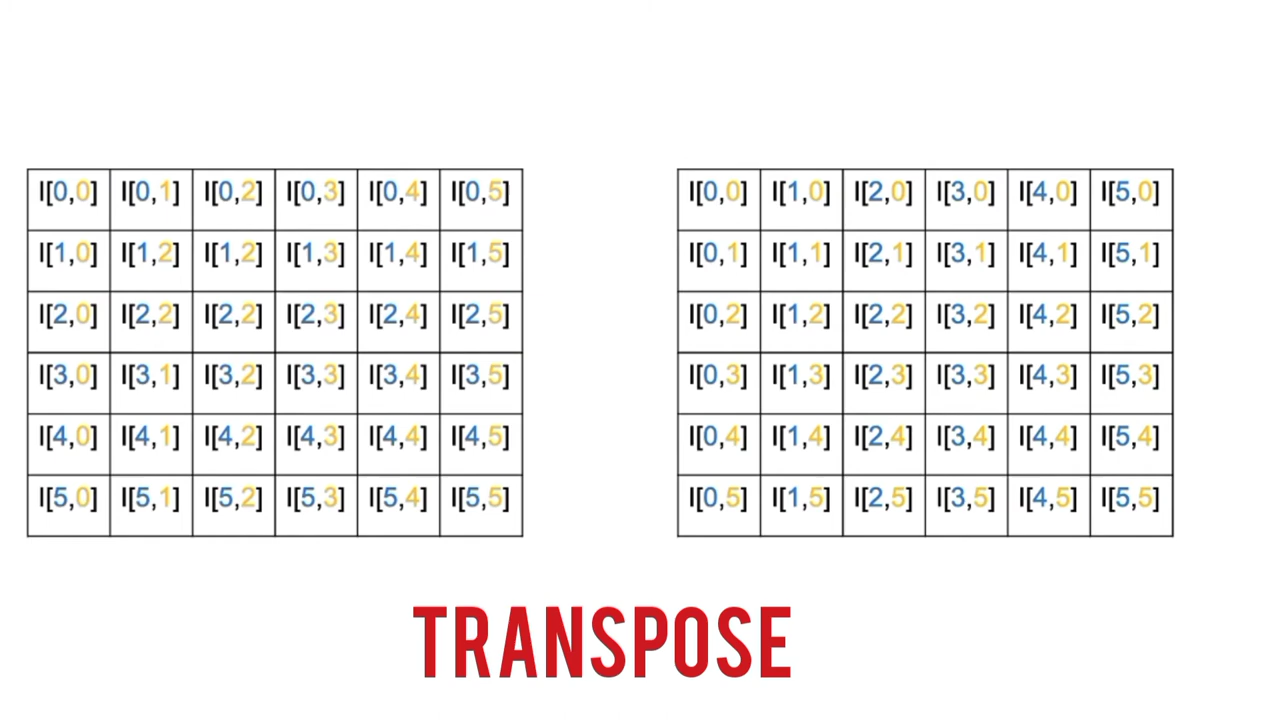 I[0,0] I[0,1] I[0,2] I[0,3] I[0,4] I[0,5]
I[1,0] I[1,2] I[1,2] I[1,3] I[1,4] I[1,5]
I[2,0] I[2,2] I[2,2] I[2,3] I[2,4] I[2,5]
I[3,0] I[3,1] I[3,2] I[3,3] I[3,4] I[3,5]
I[4,0] I[4,1] I[4,2] I[4,3] I[4,4] I[4,5]
I[5,0] I[5,1] I[5,2] I[5,3] I[5,4] I[5,5]
I[0,0] I[1,0] I[2,0] I[3,0] I[4,0] I[5,0]
I[0,1] I[1,1] I[2,1] I[3,1] I[4,1] I[5,1]
I[0,2] I[1,2] I[2,2] I[3,2] I[4,2] I[5,2]
I[0,3] I[1,3] I[2,3] I[3,3] I[4,3] I[5,3]
I[0,4] I[1,4] I[2,4] I[3,4] I[4,4] I[5,4]
I[0,5] I[1,5] I[2,5] I[3,5] I[4,5] I[5,5]
TRANSPOSE